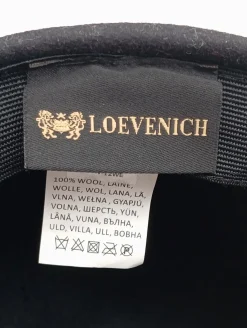 LOEVENICH
100% WOOL, LAINE,
WOLLE, WOL, LANA, LÃ,
VLNA, WEŁNA, GYAPJÚ,
VOLNA, ШЕРСТЬ, YÜN,
LÂNĂ, VUNA, ВЪЛНА,
ULD, VILLA, ULL, ВОВНА